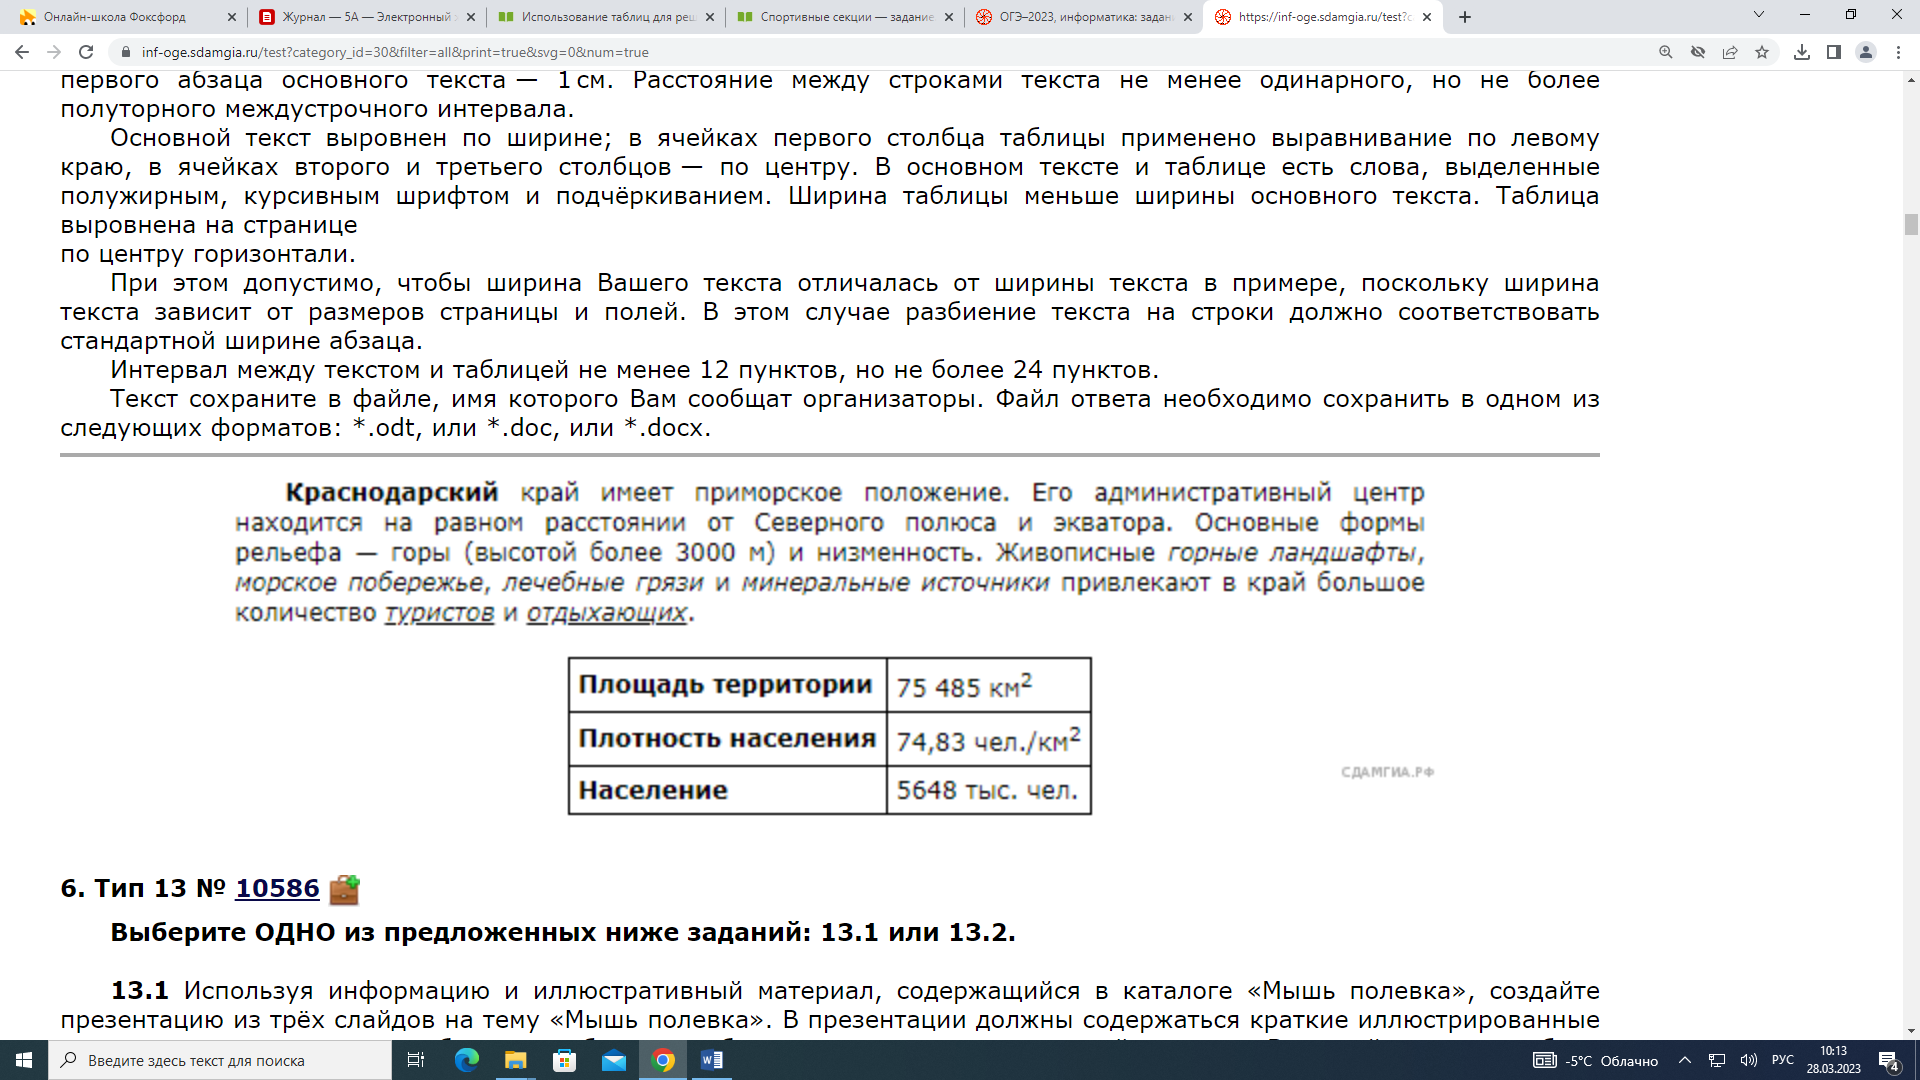 Онлайн-школа Фоксфорд
Журнал — 5А — Электронный
Использование таблиц для реш
Спортивные секции — задание
ОГЭ–2023, информатика: задан
https://inf-oge.sdamgia.ru/test?c
inf-oge.sdamgia.ru/test?category_id=30&filter=all&print=true&svg=0&num=true
первого абзаца основного текста — 1 см. Расстояние между строками текста не менее одинарного, но не более
полуторного междустрочного интервала.
Основной текст выровнен по ширине; в ячейках первого столбца таблицы применено выравнивание по левому
краю, в ячейках второго и третьего столбцов — по центру. В основном тексте и таблице есть слова, выделенные
полужирным, курсивным шрифтом и подчёркиванием. Ширина таблицы меньше ширины основного текста. Таблица
выровнена на странице
по центру горизонтали.
При этом допустимо, чтобы ширина Вашего текста отличалась от ширины текста в примере, поскольку ширина
текста зависит от размеров страницы и полей. В этом случае разбиение текста на строки должно соответствовать
стандартной ширине абзаца.
Интервал между текстом и таблицей не менее 12 пунктов, но не более 24 пунктов.
Текст сохраните в файле, имя которого Вам сообщат организаторы. Файл ответа необходимо сохранить в одном из
следующих форматов: *.odt, или *.doc, или *.docx.
Краснодарский край имеет приморское положение. Его административный центр
находится на равном расстоянии от Северного полюса и экватора. Основные формы
рельефа — горы (высотой более 3000 м) и низменность. Живописные горные ландшафты,
морское побережье, лечебные грязи и минеральные источники привлекают в край большое
количество туристов и отдыхающих.
Площадь территории 75 485 км²
Плотность населения 74,83 чел./км²
Население 5648 тыс. чел.
СДАМГИА.РФ
6. Тип 13 № 10586
Выберите ОДНО из предложенных ниже заданий: 13.1 или 13.2.
13.1 Используя информацию и иллюстративный материал, содержащийся в каталоге «Мышь полевка», создайте
презентацию из трёх слайдов на тему «Мышь полевка». В презентации должны содержаться краткие иллюстрированные
Введите здесь текст для поиска
-5°C Облачно
РУС
10:13
28.03.2023
4